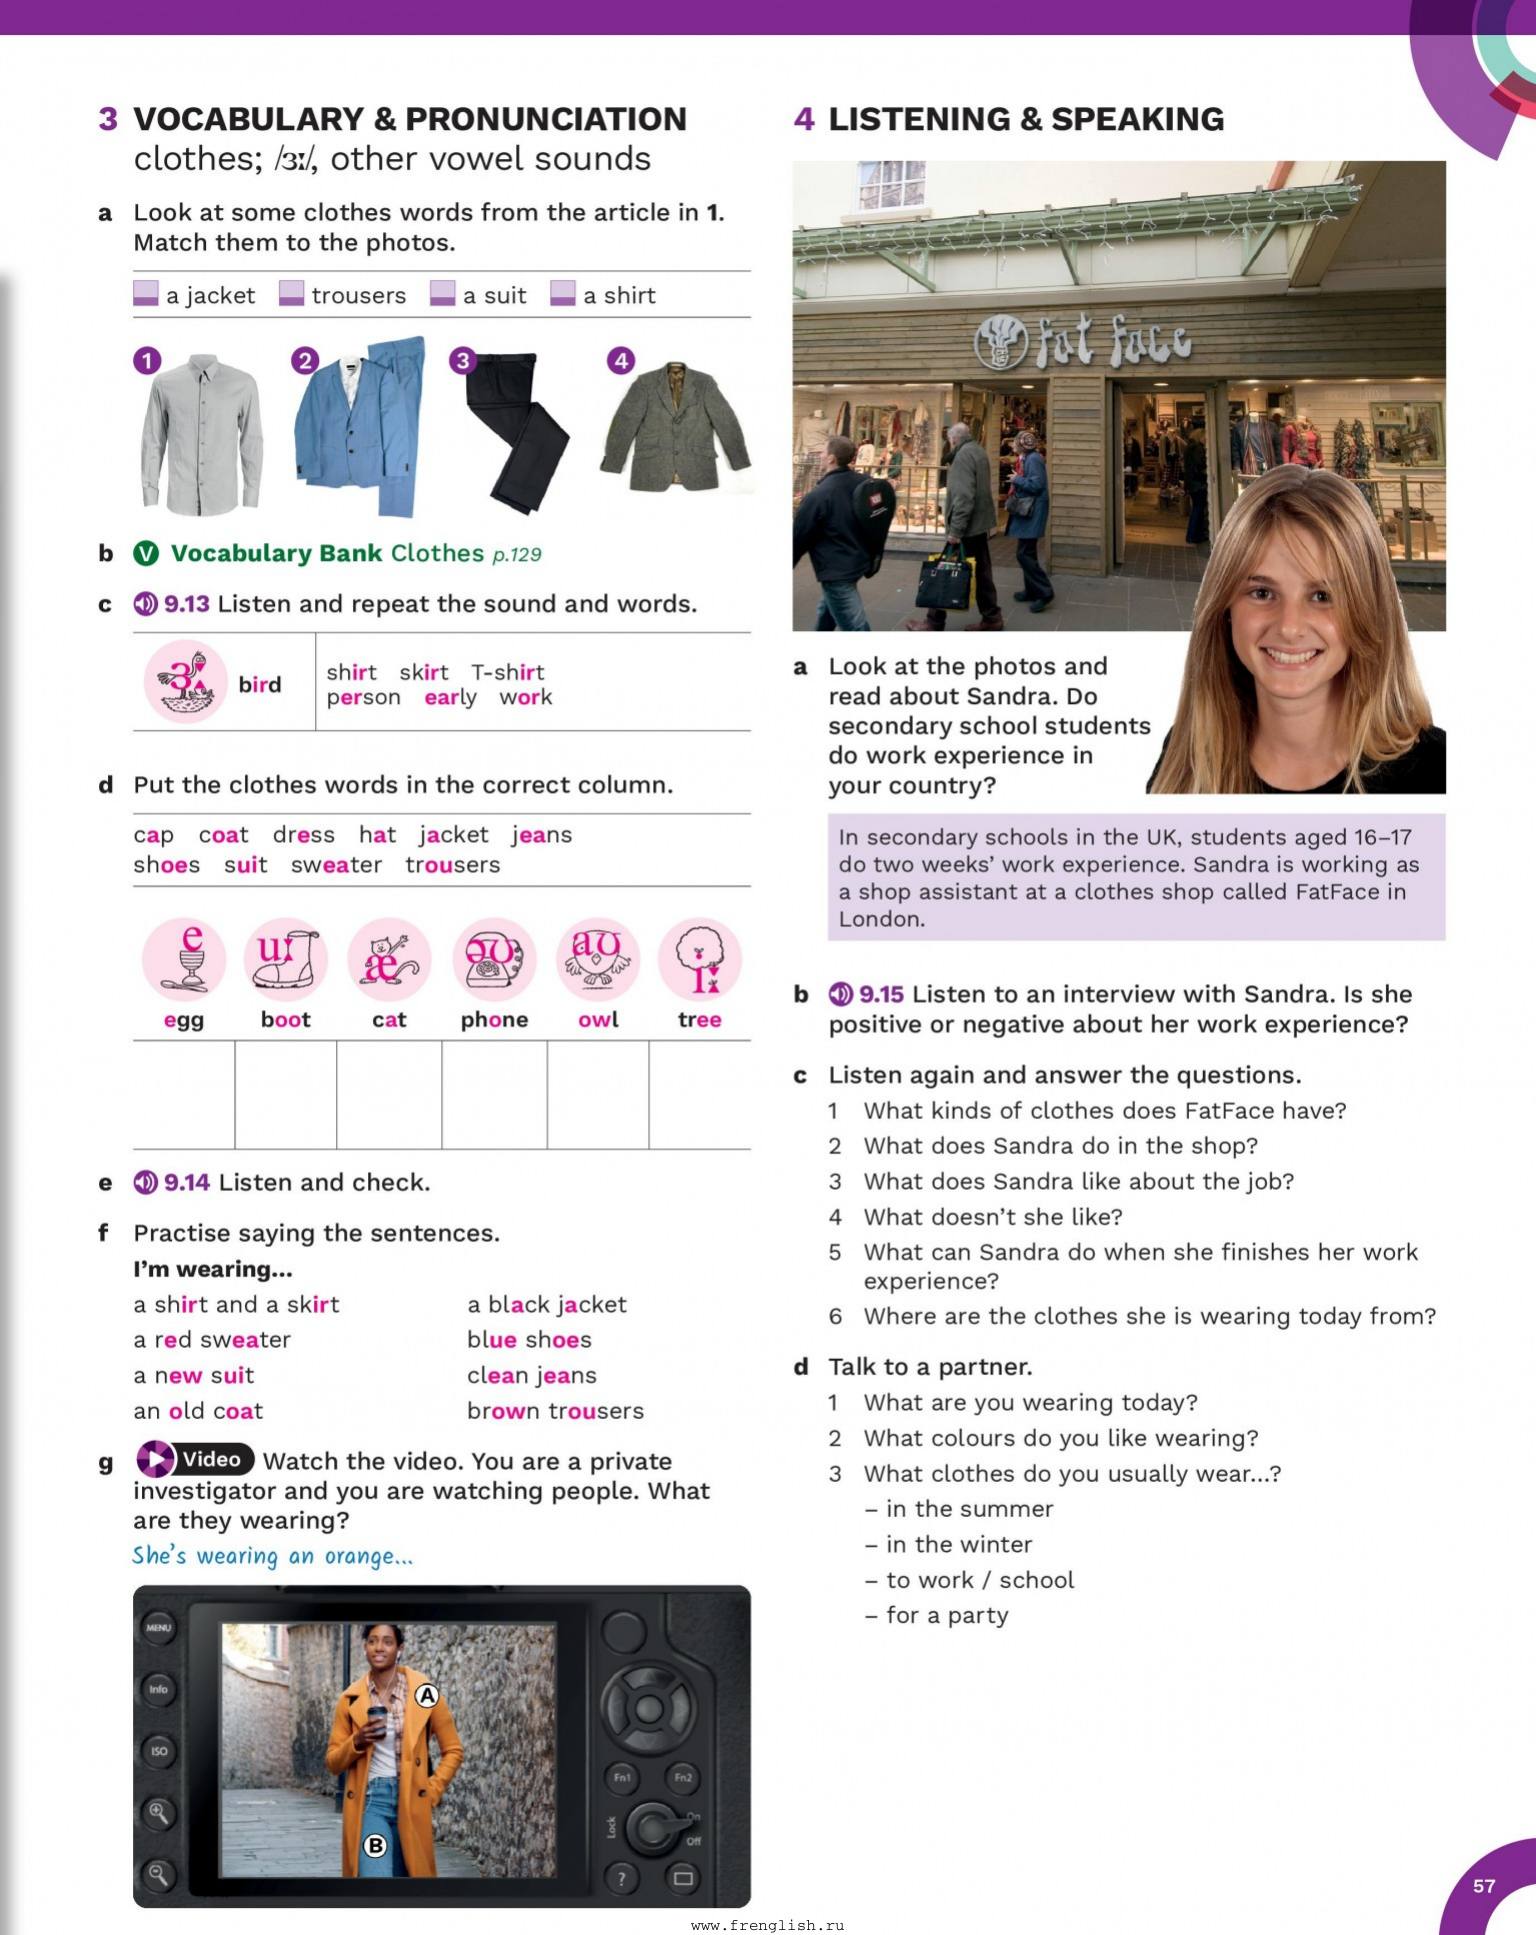 3 VOCABULARY & PRONUNCIATION
clothes; /ɜː/, other vowel sounds
a Look at some clothes words from the article in 1.
Match them to the photos.
a jacket trousers a suit a shirt
1 2 3 4
b V Vocabulary Bank Clothes p.129
c 9.13 Listen and repeat the sound and words.
ɜː
bird
shirt skirt T-shirt
person early work
d Put the clothes words in the correct column.
cap coat dress hat jacket jeans
shoes suit sweater trousers
e uː æ əʊ aʊ iː
egg boot cat phone owl tree
e 9.14 Listen and check.
f Practise saying the sentences.
I'm wearing...
a shirt and a skirt a black jacket
a red sweater blue shoes
a new suit clean jeans
an old coat brown trousers
g Video Watch the video. You are a private
investigator and you are watching people. What
are they wearing?
She's wearing an orange...
MENU
Info
ISO
A
B
Fn1 Fn2
Lock
On
Off
?
4 LISTENING & SPEAKING
fat face
a Look at the photos and
read about Sandra. Do
secondary school students
do work experience in
your country?
In secondary schools in the UK, students aged 16–17
do two weeks' work experience. Sandra is working as
a shop assistant at a clothes shop called FatFace in
London.
b 9.15 Listen to an interview with Sandra. Is she
positive or negative about her work experience?
c Listen again and answer the questions.
1 What kinds of clothes does FatFace have?
2 What does Sandra do in the shop?
3 What does Sandra like about the job?
4 What doesn't she like?
5 What can Sandra do when she finishes her work
experience?
6 Where are the clothes she is wearing today from?
d Talk to a partner.
1 What are you wearing today?
2 What colours do you like wearing?
3 What clothes do you usually wear...?
– in the summer
– in the winter
– to work / school
– for a party
57
www.frenglish.ru